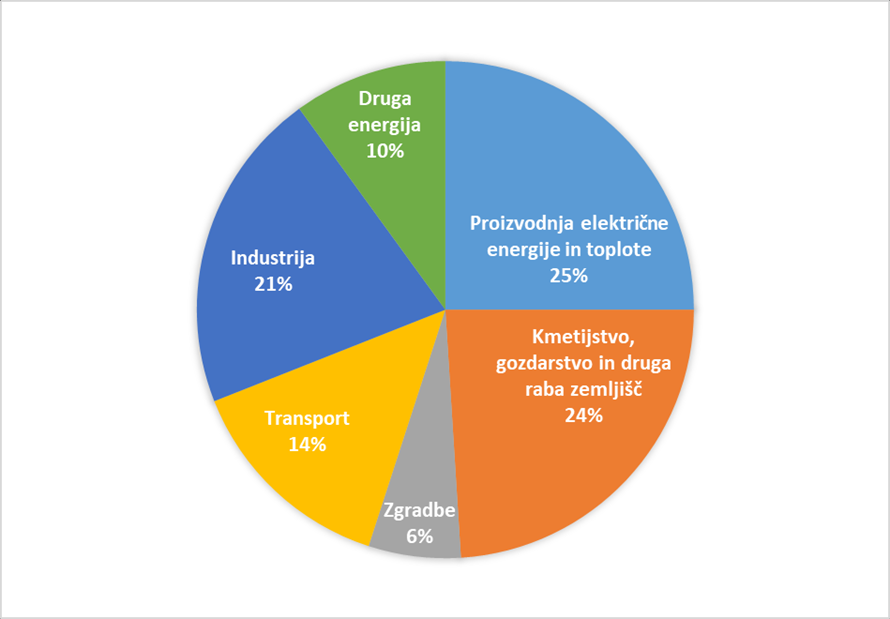 Druga
energija
10%
Proizvodnja električne
energije in toplote
25%
Industrija
21%
Kmetijstvo,
gozdarstvo in druga
raba zemljišč
24%
Transport
14%
Zgradbe
6%